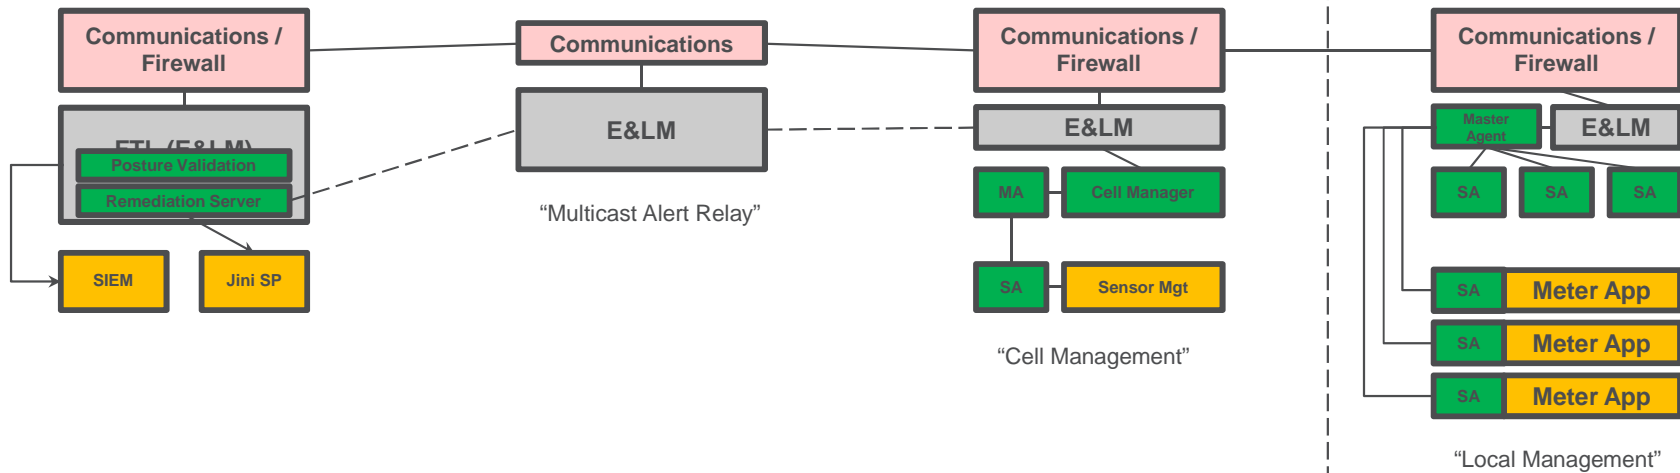 Communications /
Firewall
ETL (E&LM)
Posture Validation
Remediation Server
SIEM
Jini SP
Communications
E&LM
“Multicast Alert Relay”
Communications /
Firewall
E&LM
MA
Cell Manager
SA
Sensor Mgt
“Cell Management”
Communications /
Firewall
Master
Agent
E&LM
SA
SA
SA
SA
Meter App
SA
Meter App
SA
Meter App
“Local Management”